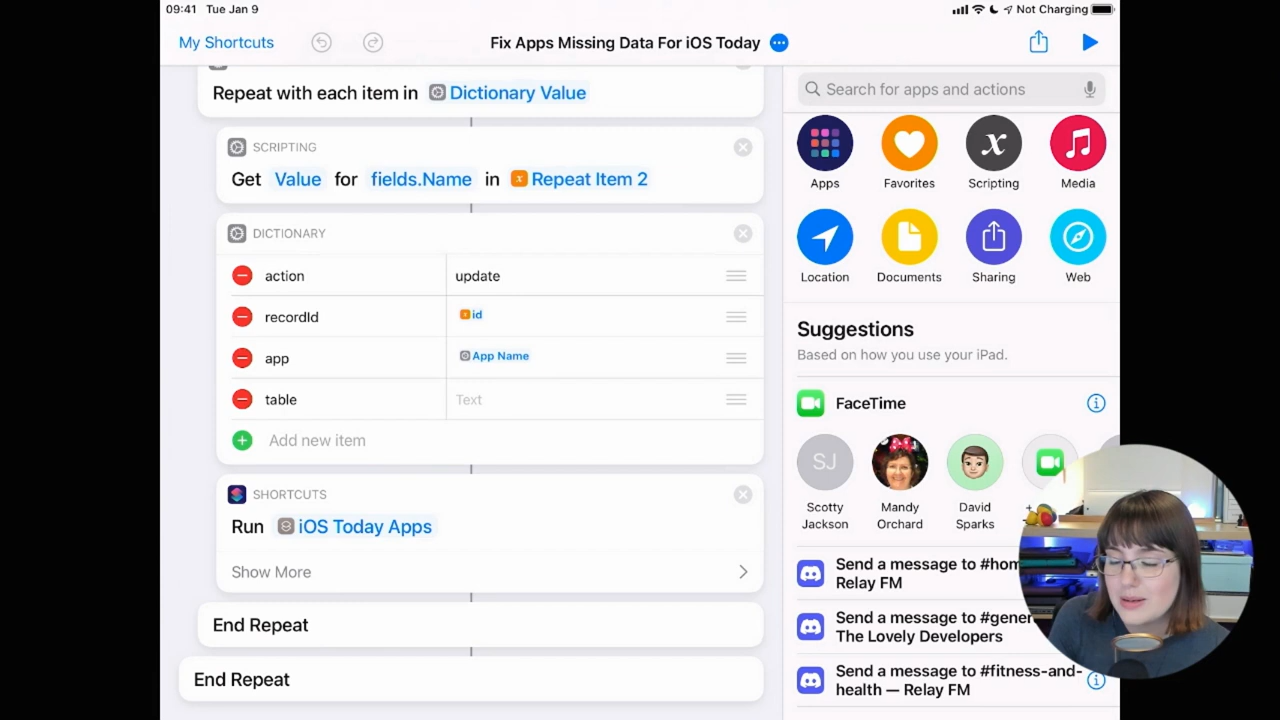 09:41 Tue Jan 9
Not Charging
My Shortcuts
Fix Apps Missing Data For iOS Today
Repeat with each item in Dictionary Value
SCRIPTING
Get Value for fields.Name in Repeat Item 2
DICTIONARY
action update
recordId id
app App Name
table Text
Add new item
SHORTCUTS
Run iOS Today Apps
Show More
End Repeat
End Repeat
Search for apps and actions
Apps Favorites Scripting Media
Location Documents Sharing Web
Suggestions
Based on how you use your iPad.
FaceTime
SJ
Scotty Mandy David
Jackson Orchard Sparks
Send a message to #hom
Relay FM
Send a message to #gener
The Lovely Developers
Send a message to #fitness-and-
health — Relay FM